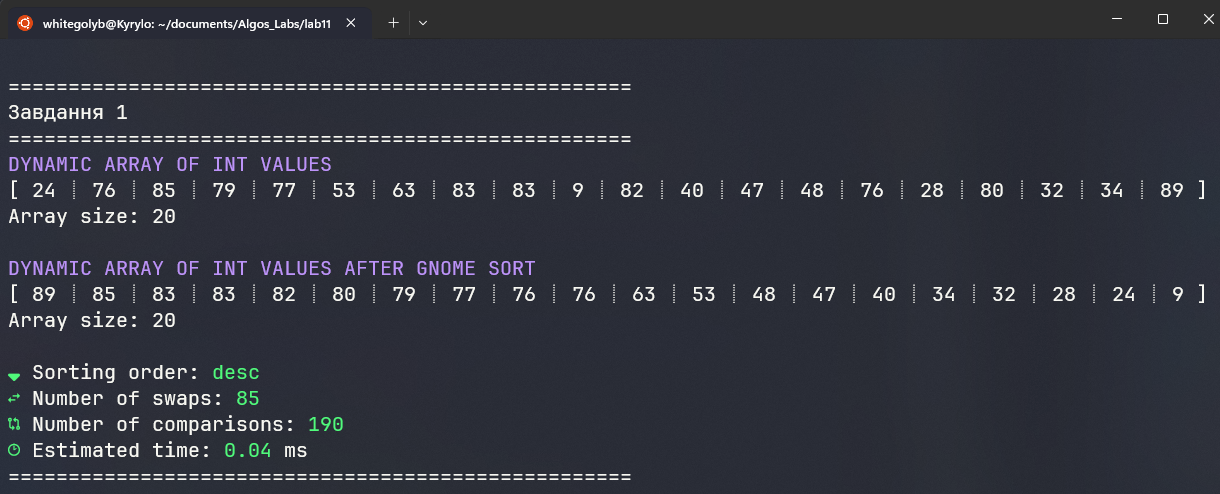 whitegolyb@Kyrylo: ~/documents/Algos_Labs/lab11
====================================================
Завдання 1
====================================================
DYNAMIC ARRAY OF INT VALUES
[ 24 ┊ 76 ┊ 85 ┊ 79 ┊ 77 ┊ 53 ┊ 63 ┊ 83 ┊ 83 ┊ 9 ┊ 82 ┊ 40 ┊ 47 ┊ 48 ┊ 76 ┊ 28 ┊ 80 ┊ 32 ┊ 34 ┊ 89 ]
Array size: 20
DYNAMIC ARRAY OF INT VALUES AFTER GNOME SORT
[ 89 ┊ 85 ┊ 83 ┊ 83 ┊ 82 ┊ 80 ┊ 79 ┊ 77 ┊ 76 ┊ 76 ┊ 63 ┊ 53 ┊ 48 ┊ 47 ┊ 40 ┊ 34 ┊ 32 ┊ 28 ┊ 24 ┊ 9 ]
Array size: 20
Sorting order: desc
Number of swaps: 85
Number of comparisons: 190
Estimated time: 0.04 ms
====================================================